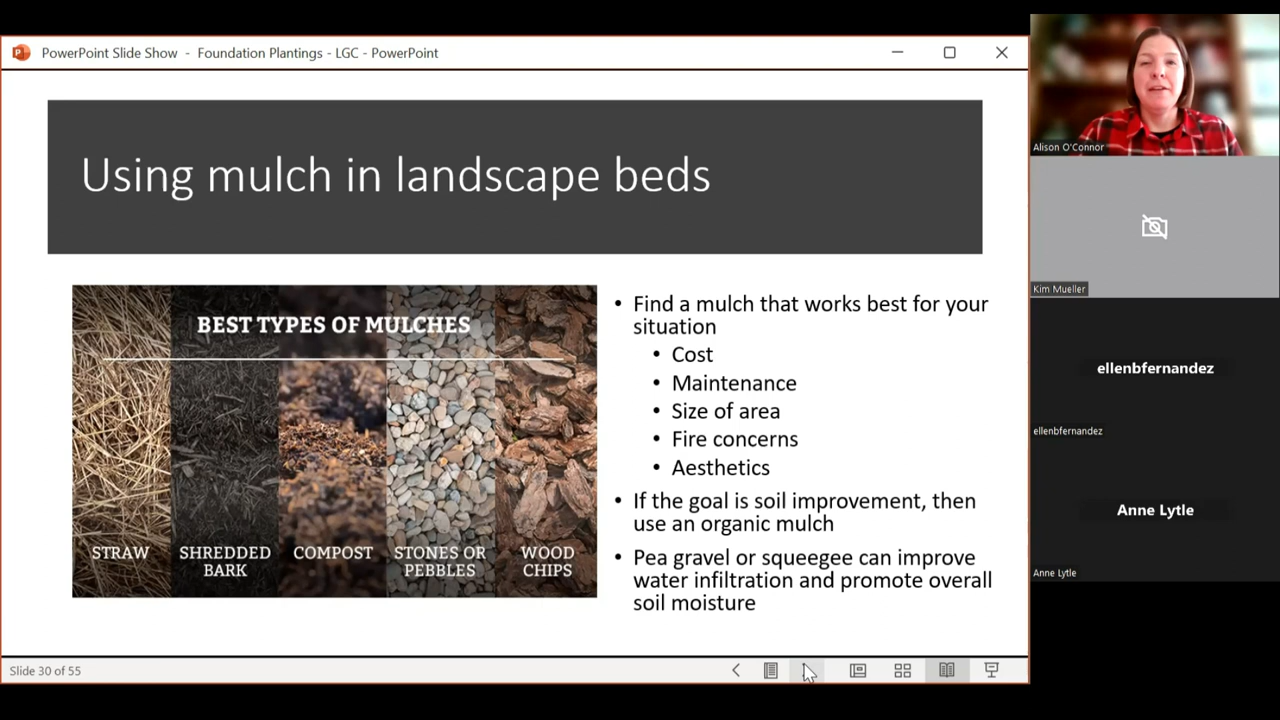 PowerPoint Slide Show - Foundation Plantings - LGC - PowerPoint
Using mulch in landscape beds
BEST TYPES OF MULCHES
STRAW
SHREDDED
BARK
COMPOST
STONES OR
PEBBLES
WOOD
CHIPS
• Find a mulch that works best for your
situation
• Cost
• Maintenance
• Size of area
• Fire concerns
• Aesthetics
• If the goal is soil improvement, then
use an organic mulch
• Pea gravel or squeegee can improve
water infiltration and promote overall
soil moisture
Slide 30 of 55
Alison O'Connor
Kim Mueller
ellenbfernandez
ellenbfernandez
Anne Lytle
Anne Lytle